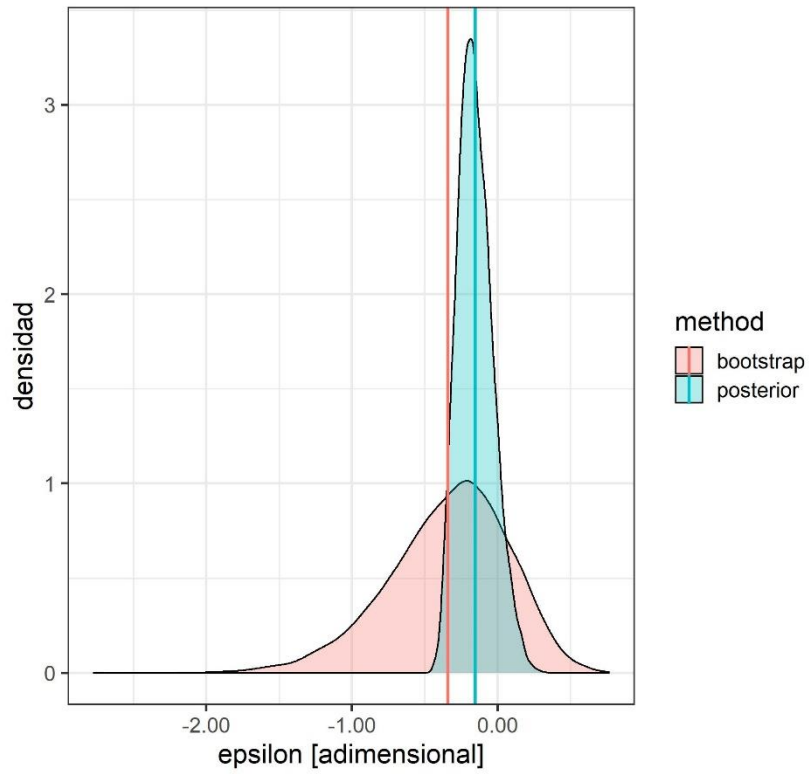 3
2
1
0
densidad
-2.00
-1.00
0.00
epsilon [adimensional]
method
bootstrap
posterior